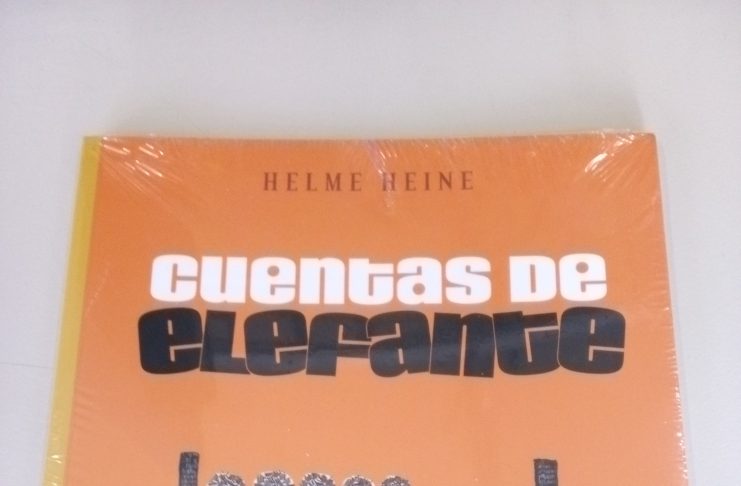 HELME HEINE
cuentas de
elefante